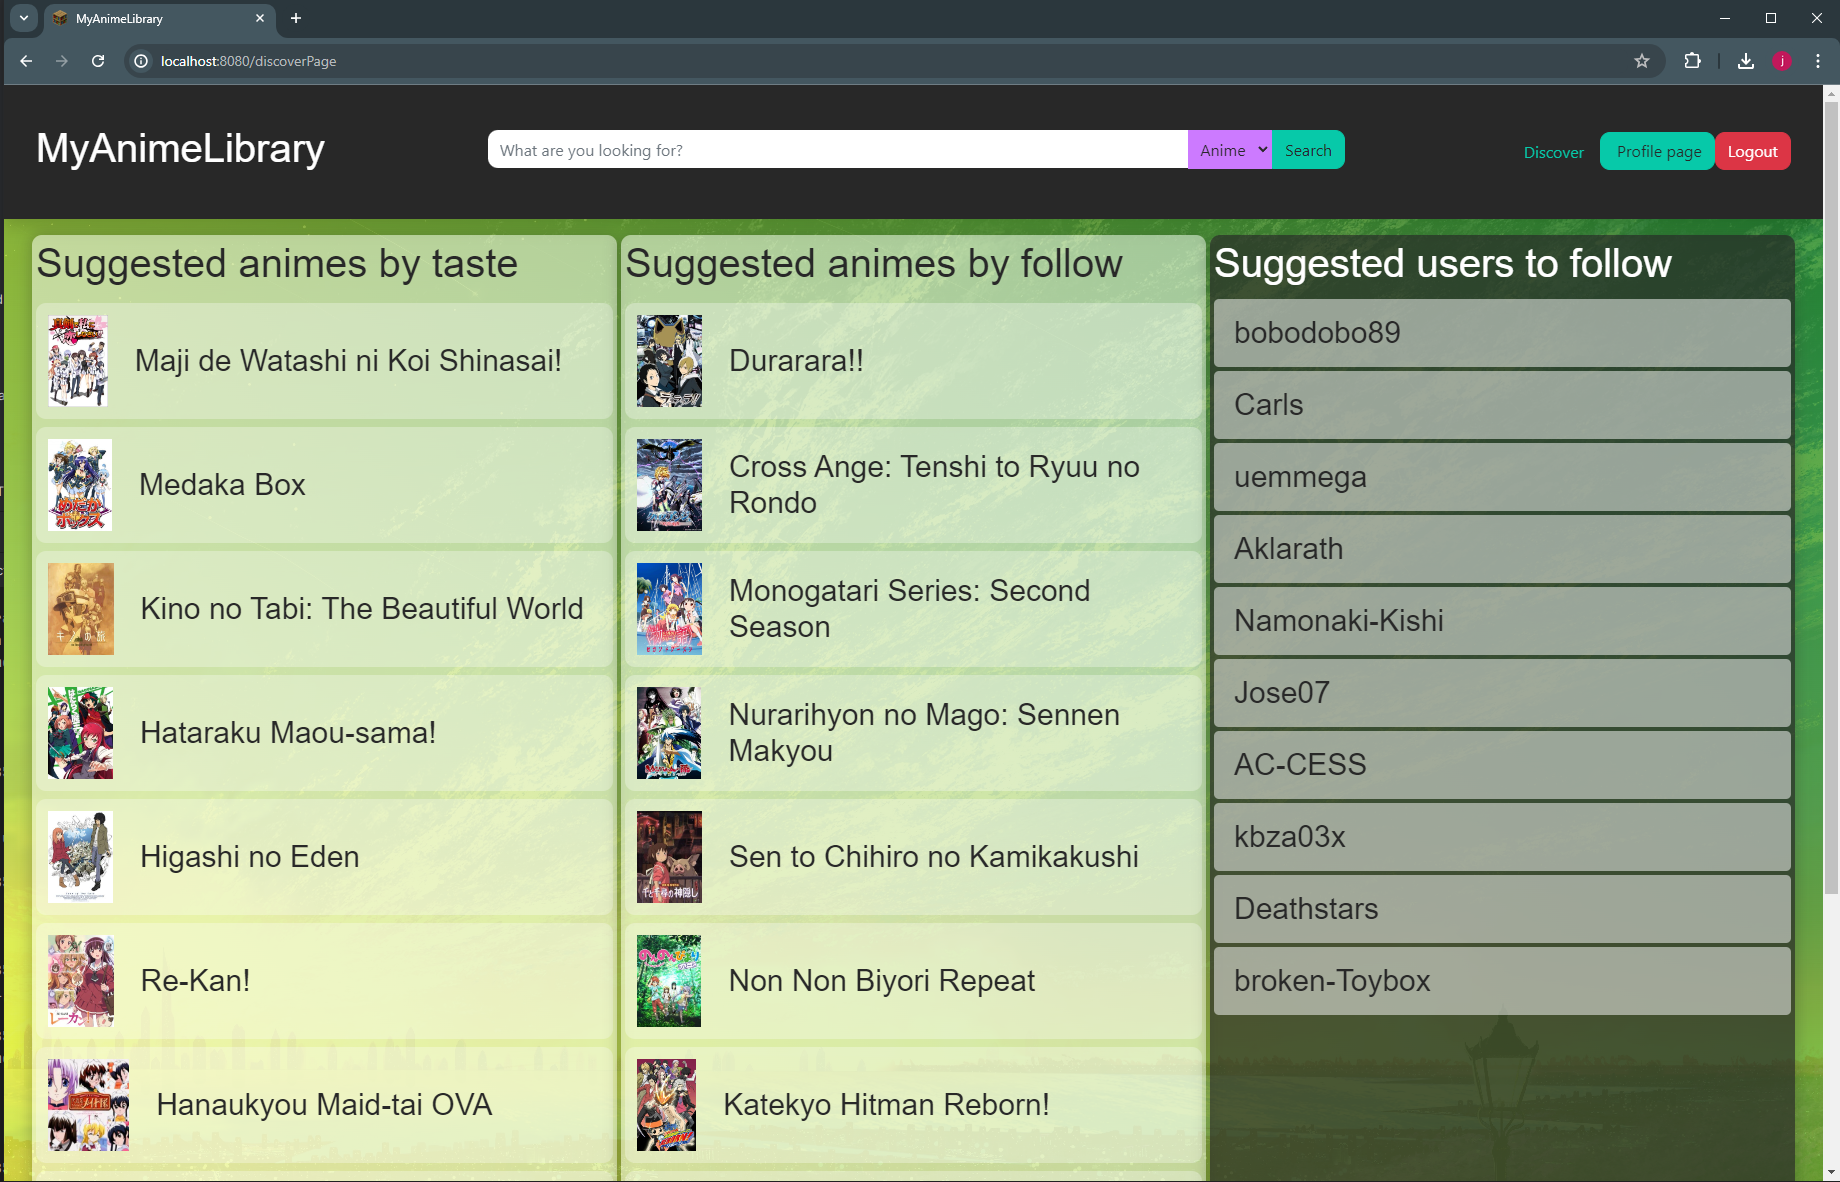 MyAnimeLibrary
localhost:8080/discoverPage
j
MyAnimeLibrary
What are you looking for?
Anime
Search
Discover
Profile page
Logout
Suggested animes by taste
Maji de Watashi ni Koi Shinasai!
Medaka Box
Kino no Tabi: The Beautiful World
Hataraku Maou-sama!
Higashi no Eden
Re-Kan!
Hanaukyou Maid-tai OVA
Suggested animes by follow
Durarara!!
Cross Ange: Tenshi to Ryuu no
Rondo
Monogatari Series: Second
Season
Nurarihyon no Mago: Sennen
Makyou
Sen to Chihiro no Kamikakushi
Non Non Biyori Repeat
Katekyo Hitman Reborn!
Suggested users to follow
bobodobo89
Carls
uemmega
Aklarath
Namonaki-Kishi
Jose07
AC-CESS
kbza03x
Deathstars
broken-Toybox